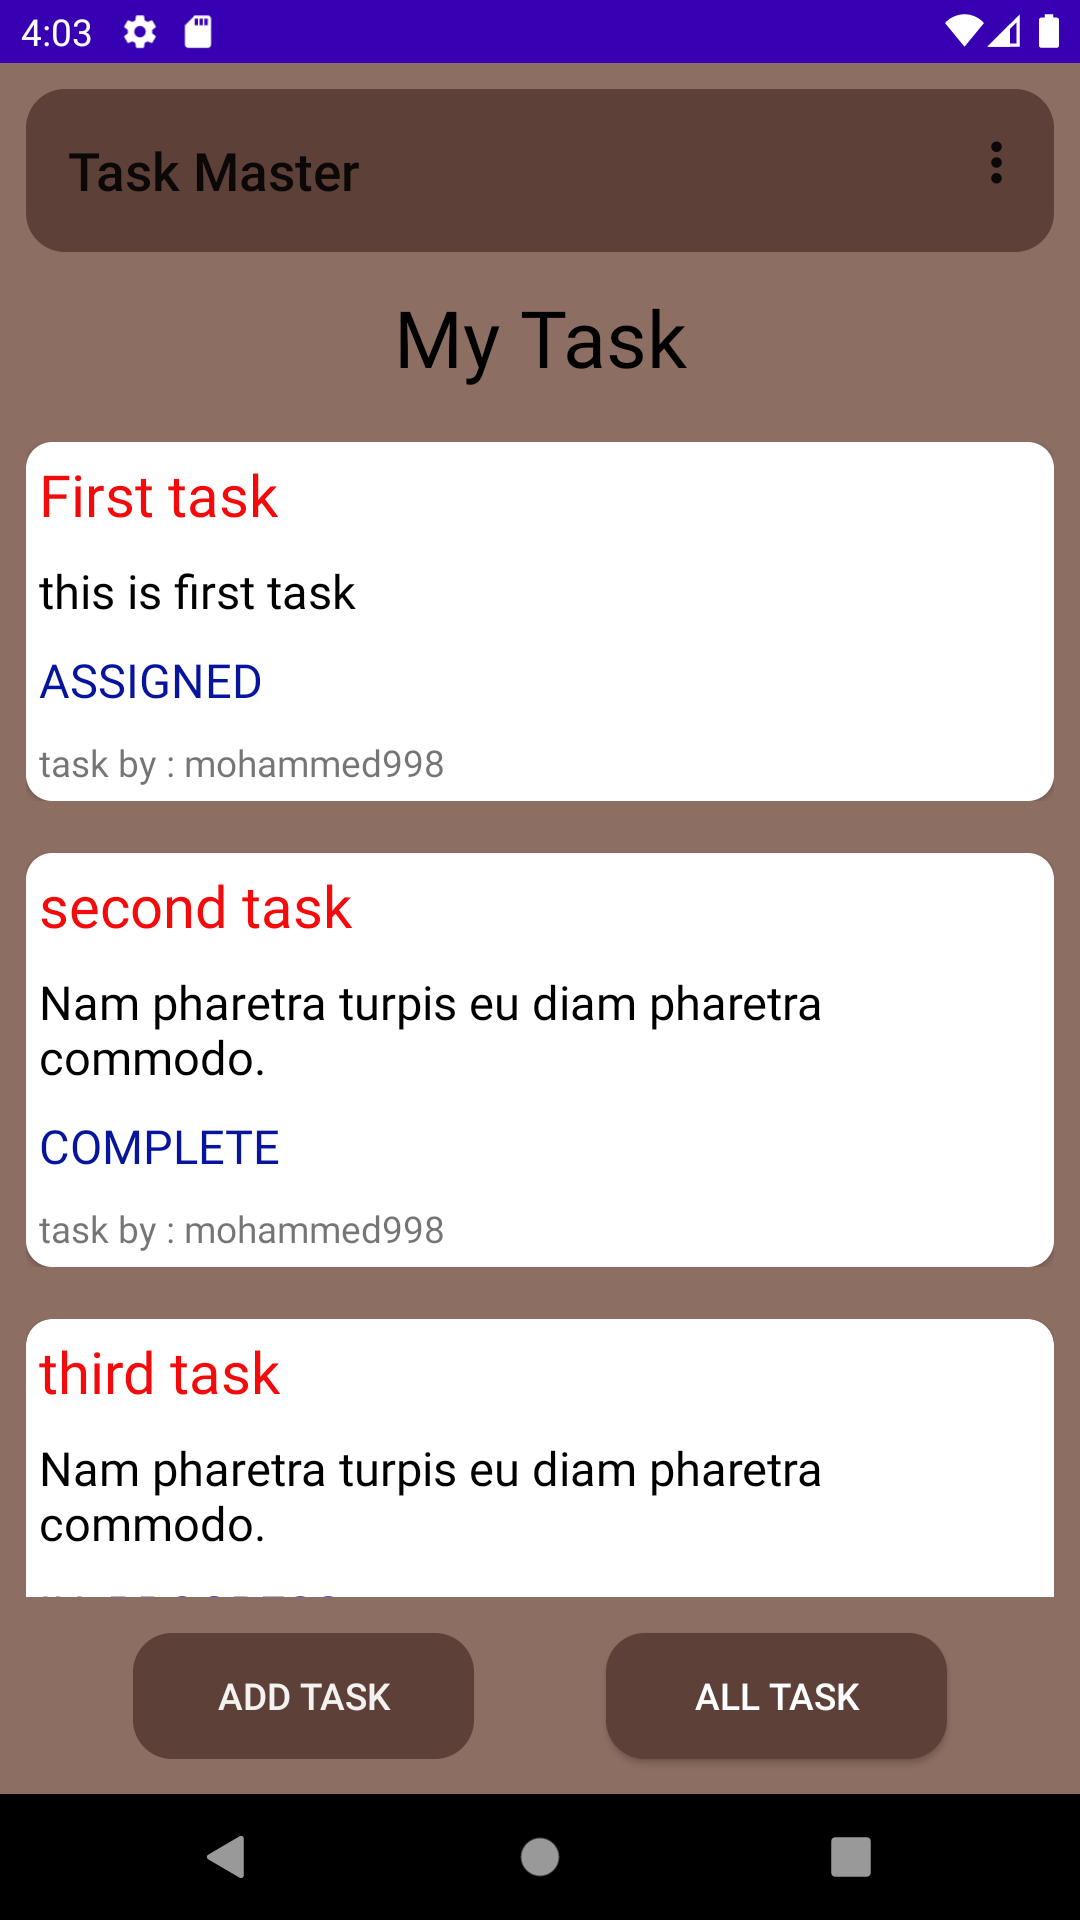 4:03
Task Master
My Task
First task
this is first task
ASSIGNED
task by : mohammed998
second task
Nam pharetra turpis eu diam pharetra
commodo.
COMPLETE
task by : mohammed998
third task
Nam pharetra turpis eu diam pharetra
commodo.
ADD TASK
ALL TASK